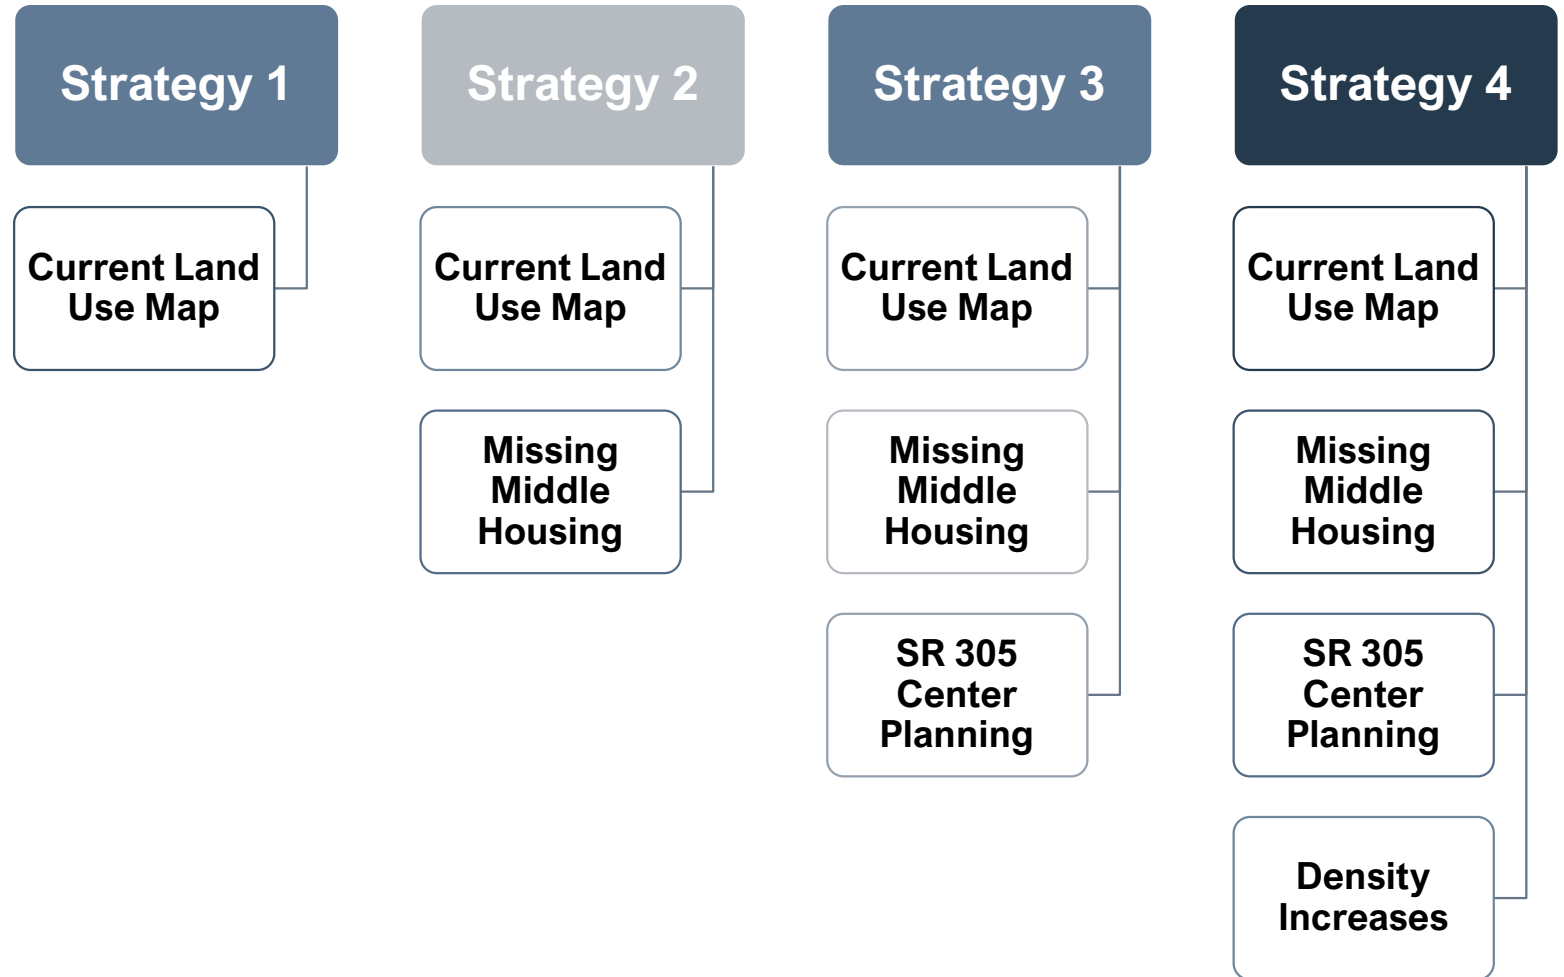 Strategy 1
Current Land
Use Map
Strategy 2
Current Land
Use Map
Missing
Middle
Housing
Strategy 3
Current Land
Use Map
Missing
Middle
Housing
SR 305
Center
Planning
Strategy 4
Current Land
Use Map
Missing
Middle
Housing
SR 305
Center
Planning
Density
Increases